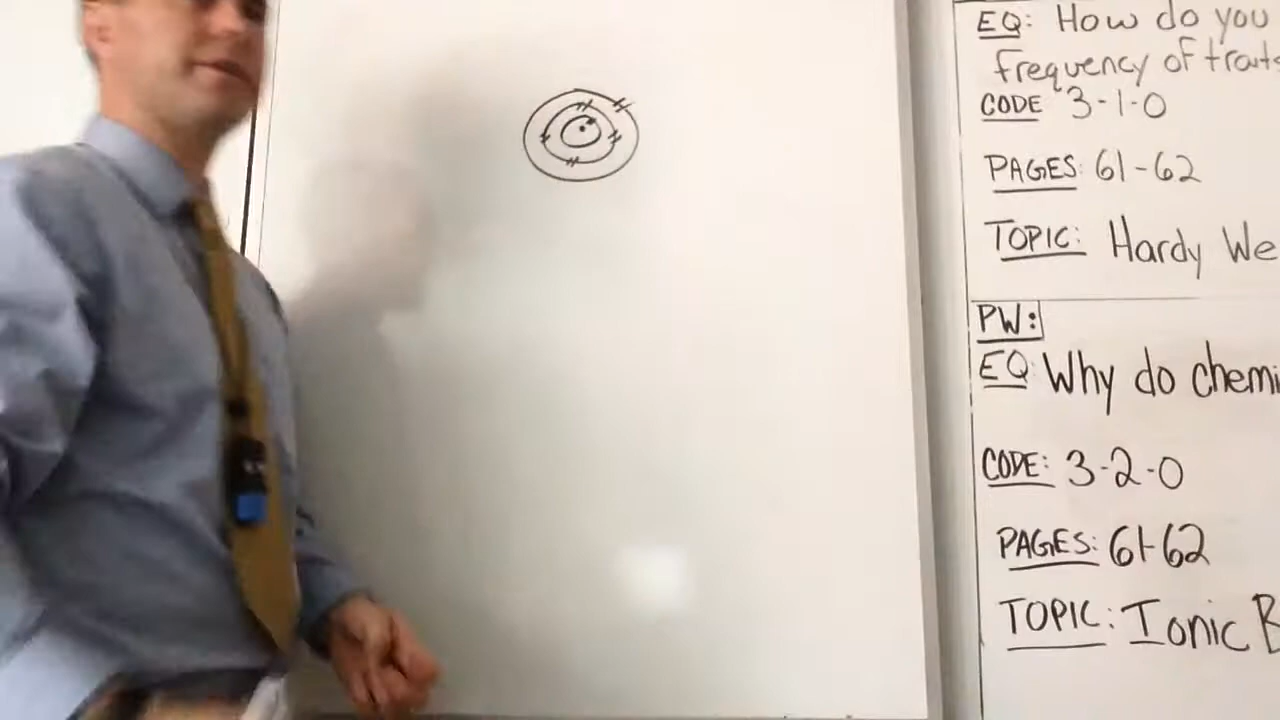 EQ: How do you
frequency of traits
CODE 3-1-0
PAGES: 61-62
TOPIC: Hardy We
PW:
EQ Why do chemi
CODE: 3-2-0
PAGES: 61-62
TOPIC: Ionic B